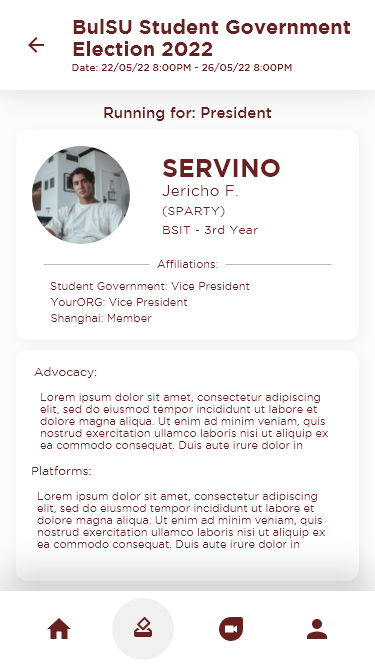 BulSU Student Government
Election 2022
Date: 22/05/22 8:00PM - 26/05/22 8:00PM
Running for: President
SERVINO
Jericho F.
(SPARTY)
BSIT - 3rd Year
Affiliations:
Student Government: Vice President
YourORG: Vice President
Shanghai: Member
Advocacy:
Lorem ipsum dolor sit amet, consectetur adipiscing
elit, sed do eiusmod tempor incididunt ut labore et
dolore magna aliqua. Ut enim ad minim veniam, quis
nostrud exercitation ullamco laboris nisi ut aliquip ex
ea commodo consequat. Duis aute irure dolor in
Platforms:
Lorem ipsum dolor sit amet, consectetur adipiscing
elit, sed do eiusmod tempor incididunt ut labore et
dolore magna aliqua. Ut enim ad minim veniam, quis
nostrud exercitation ullamco laboris nisi ut aliquip ex
ea commodo consequat. Duis aute irure dolor in